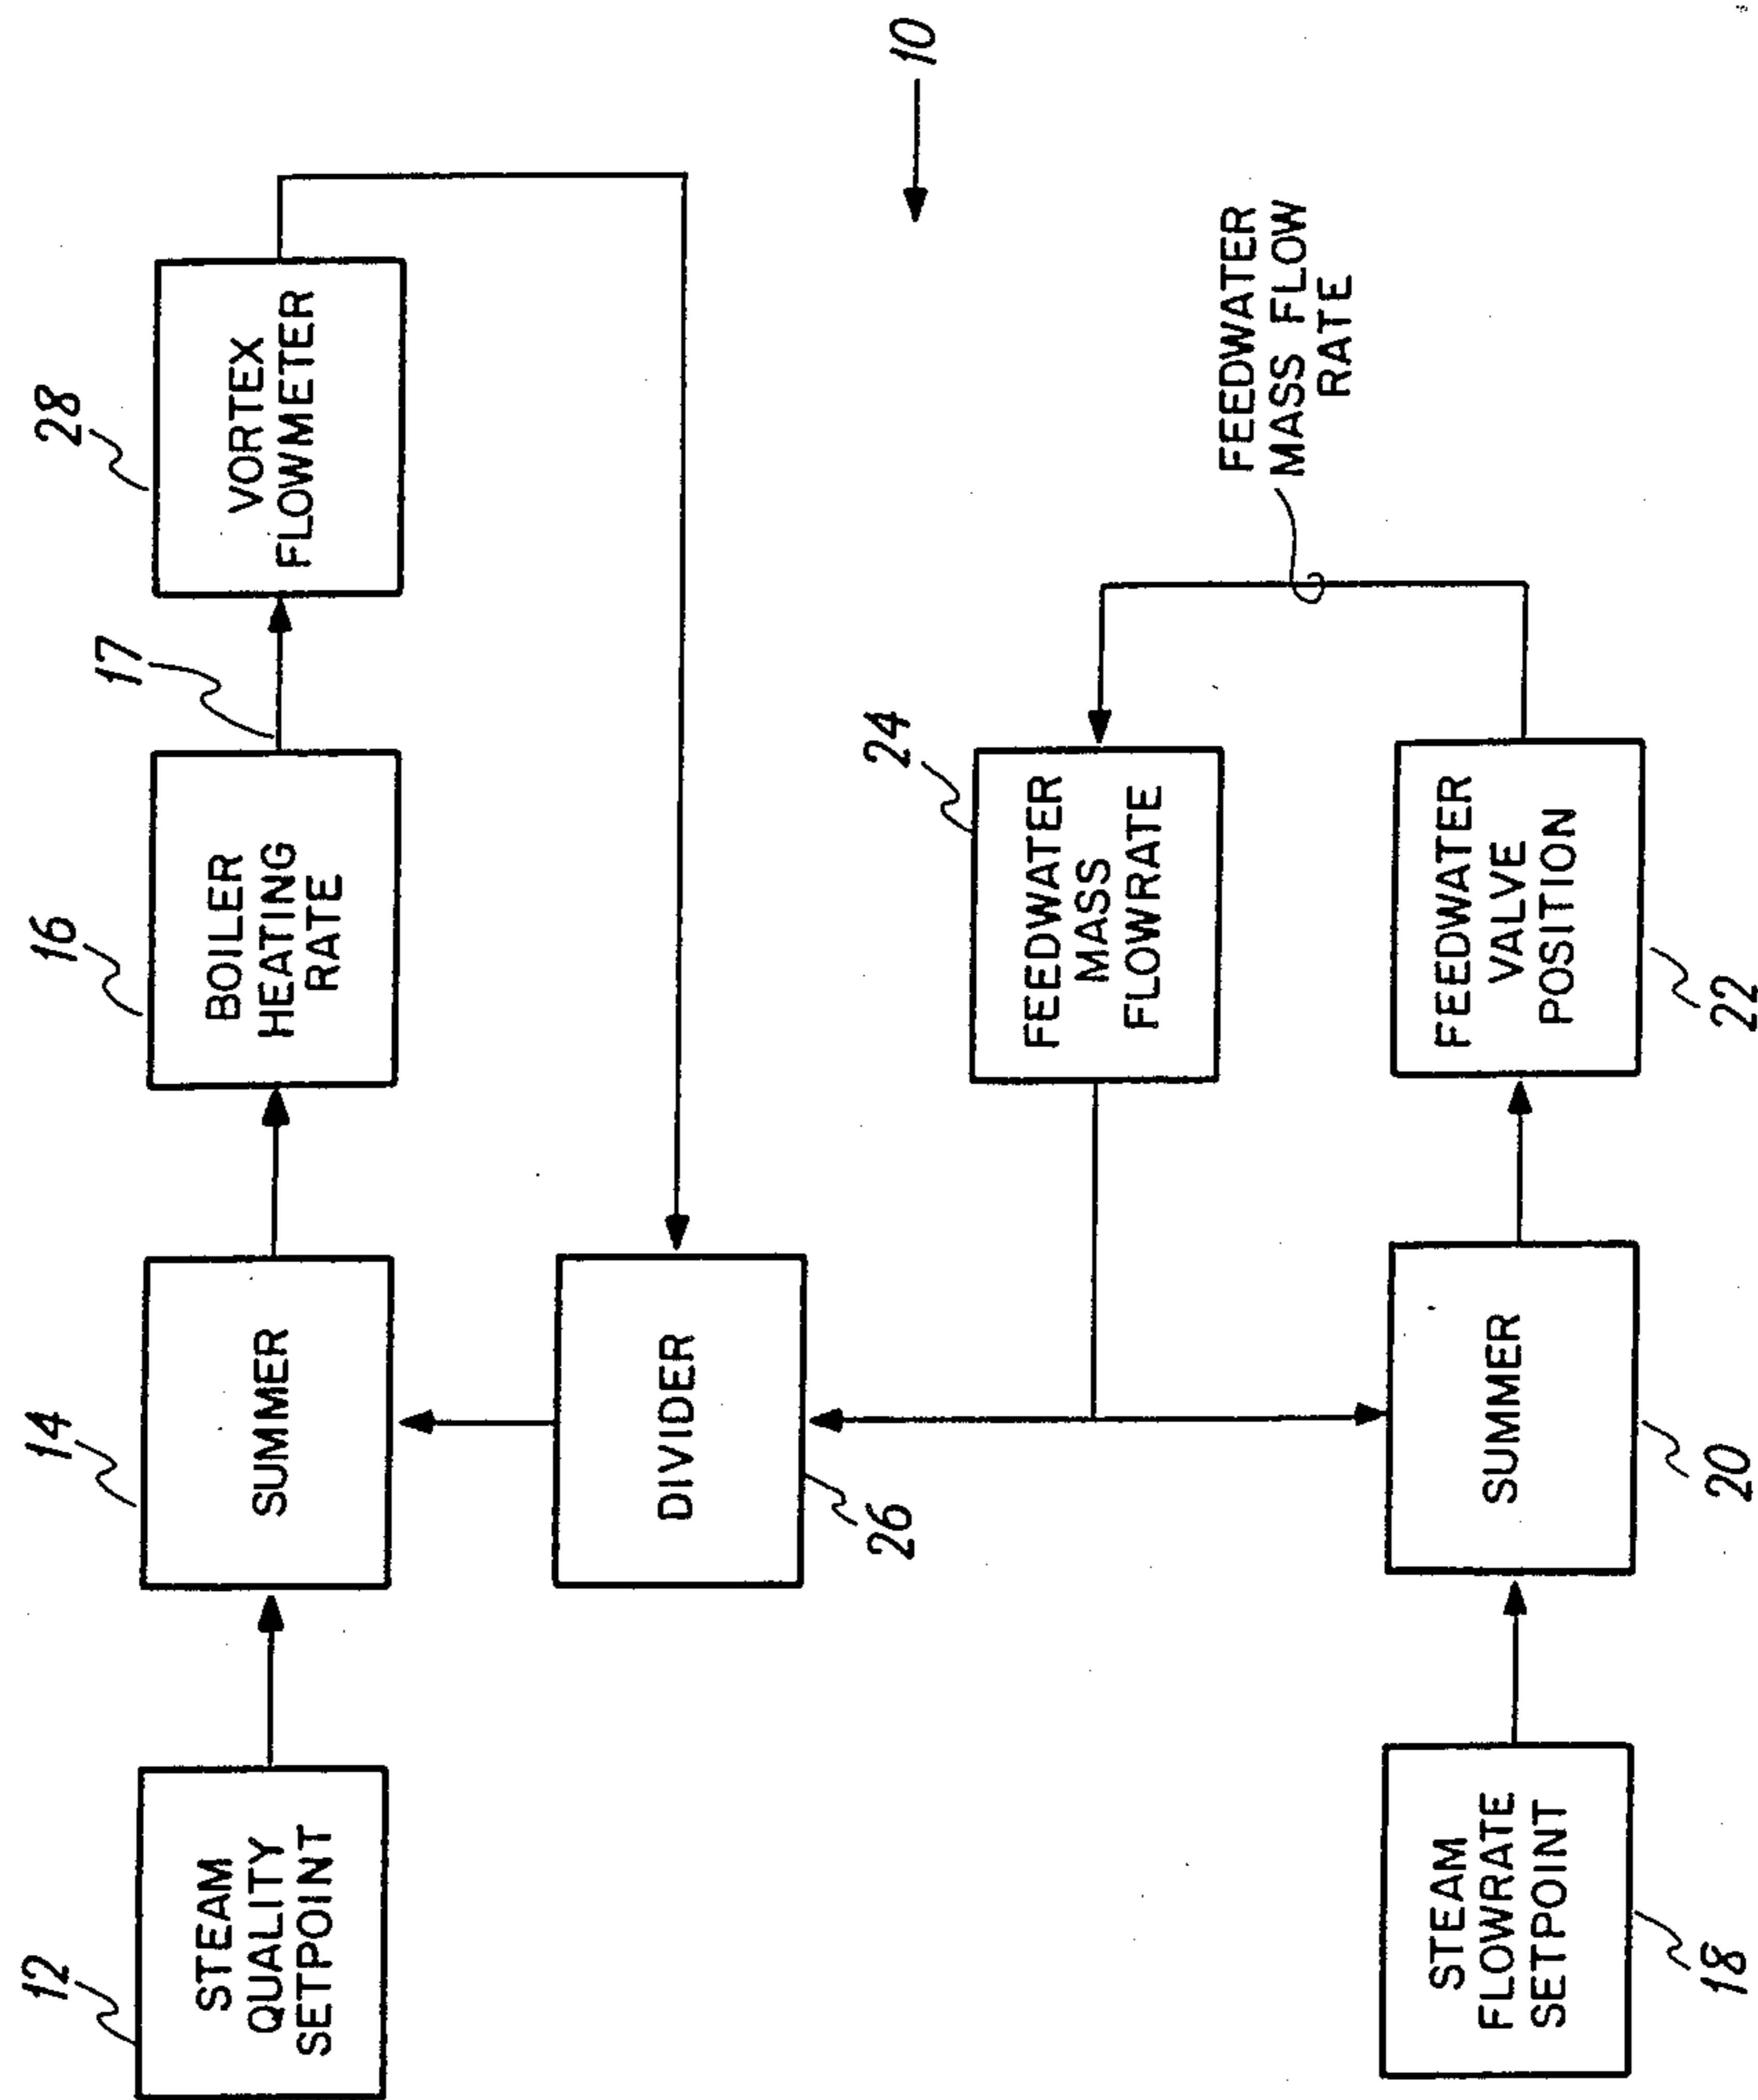 12
STEAM
QUALITY
SETPOINT
14
SUMMER
16
BOILER
HEATING
RATE
17
28
VORTEX
FLOWMETER
DIVIDER
26
24
FEEDWATER
MASS
FLOWRATE
10
FEEDWATER
MASS FLOW
RATE
STEAM
FLOWRATE
SETPOINT
18
SUMMER
20
FEEDWATER
VALVE
POSITION
22